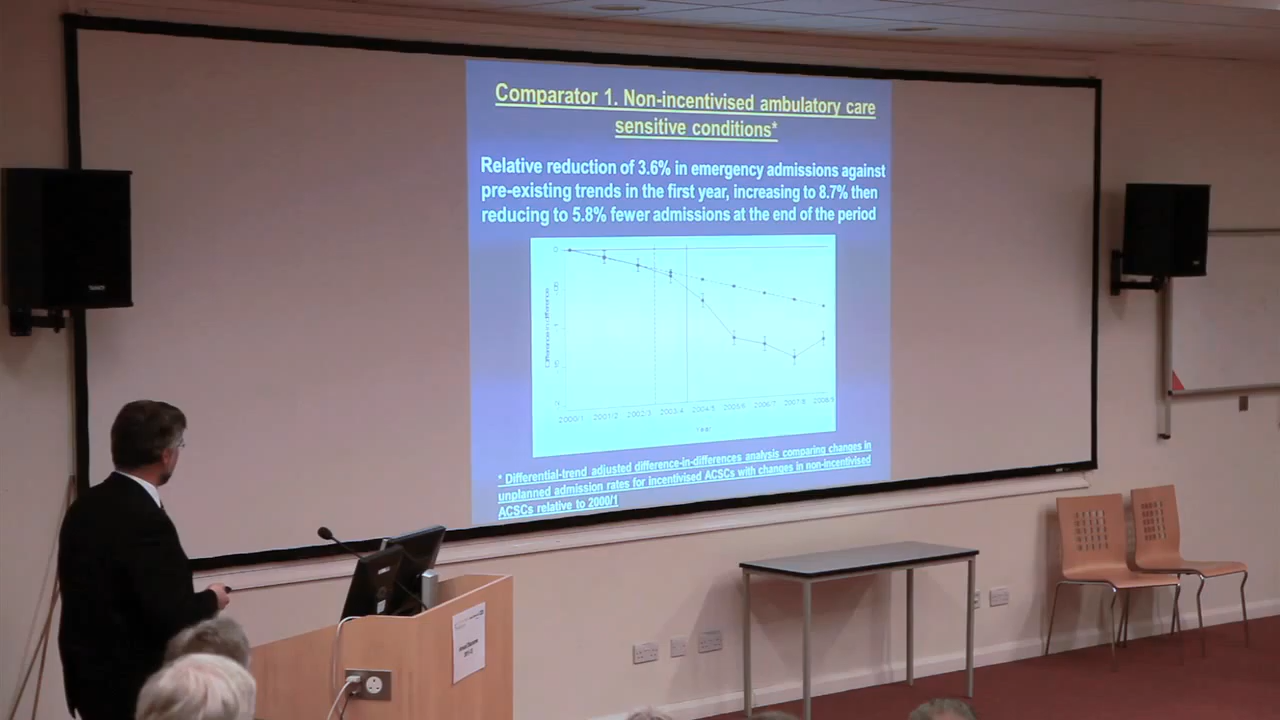 Comparator 1. Non-incentivised ambulatory care
sensitive conditions*
Relative reduction of 3.6% in emergency admissions against
pre-existing trends in the first year, increasing to 8.7% then
reducing to 5.8% fewer admissions at the end of the period
0
Difference in difference
2000/1 2001/2 2002/3 2003/4 2004/5 2005/6 2006/7 2007/8 2008/9
Year
* Differential-trend adjusted difference-in-differences analysis comparing changes in
unplanned admission rates for incentivised ACSCs with changes in non-incentivised
ACSCs relative to 2000/1